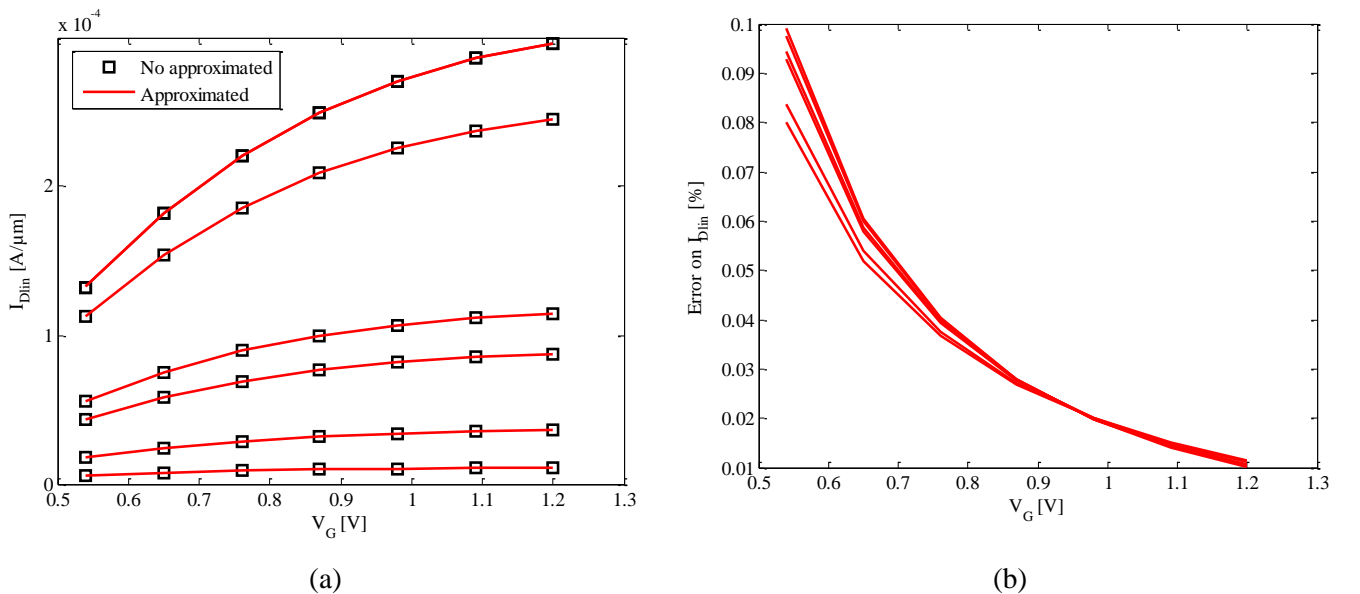 x 10^-4
No approximated
Approximated
I_Dlin [A/μm]
2
1
0
0.5 0.6 0.7 0.8 0.9 1 1.1 1.2 1.3
V_G [V]
(a)
0.1
0.09
0.08
0.07
0.06
0.05
0.04
0.03
0.02
0.01
Error on I_Dlin [%]
0.5 0.6 0.7 0.8 0.9 1 1.1 1.2 1.3
V_G [V]
(b)